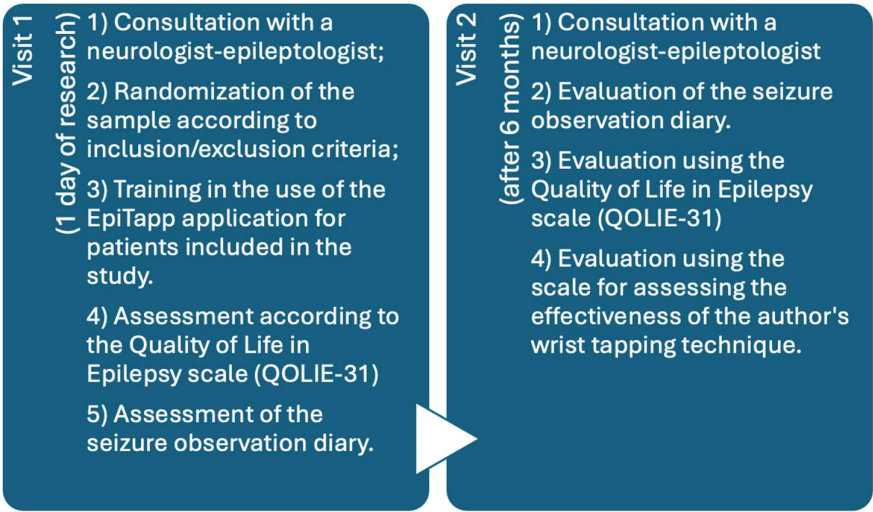 Visit 1
(1 day of research)
1) Consultation with a
neurologist-epileptologist;
2) Randomization of the
sample according to
inclusion/exclusion criteria;
3) Training in the use of the
EpiTapp application for
patients included in the
study.
4) Assessment according to
the Quality of Life in
Epilepsy scale (QOLIE-31)
5) Assessment of the
seizure observation diary.
Visit 2
(after 6 months)
1) Consultation with a
neurologist-epileptologist
2) Evaluation of the seizure
observation diary.
3) Evaluation using the
Quality of Life in Epilepsy
scale (QOLIE-31)
4) Evaluation using the
scale for assessing the
effectiveness of the author's
wrist tapping technique.